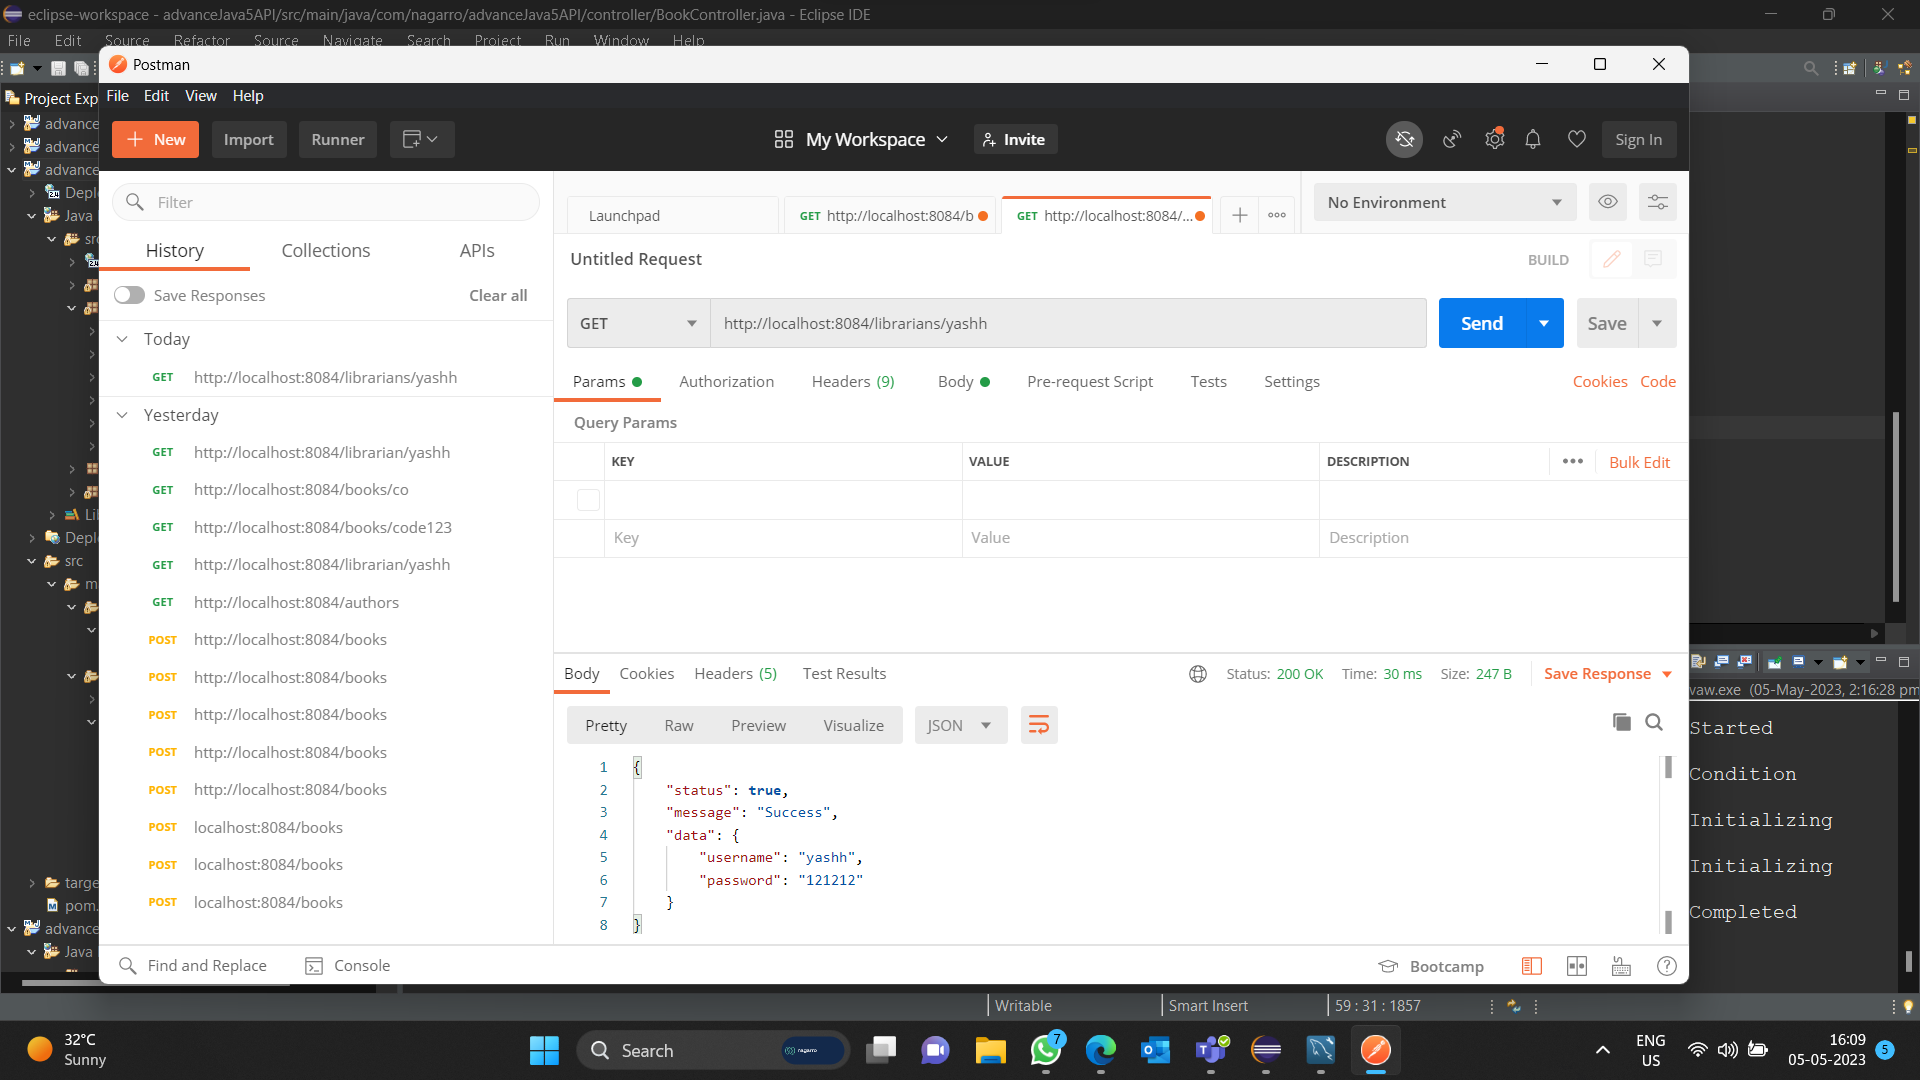 eclipse-workspace - advanceJava5API/src/main/java/com/nagarro/advanceJava5API/controller/BookController.java - Eclipse IDE
File Edit Source Refactor Source Navigate Search Project Run Window Help
Postman
File Edit View Help
New Import Runner My Workspace Invite Sign In
Project Exp
advance
advance
advance
Depl
Java
src
Lil
Depl
src
m
targe
pom.
advance
Java
Filter
History Collections APIs
Save Responses Clear all
Today
GET http://localhost:8084/librarians/yashh
Yesterday
GET http://localhost:8084/librarian/yashh
GET http://localhost:8084/books/co
GET http://localhost:8084/books/code123
GET http://localhost:8084/librarian/yashh
GET http://localhost:8084/authors
POST http://localhost:8084/books
POST http://localhost:8084/books
POST http://localhost:8084/books
POST http://localhost:8084/books
POST http://localhost:8084/books
POST localhost:8084/books
POST localhost:8084/books
POST localhost:8084/books
Launchpad GET http://localhost:8084/b GET http://localhost:8084/... No Environment
Untitled Request BUILD
GET http://localhost:8084/librarians/yashh Send Save
Params Authorization Headers (9) Body Pre-request Script Tests Settings Cookies Code
Query Params
KEY VALUE DESCRIPTION Bulk Edit
Key Value Description
Body Cookies Headers (5) Test Results Status: 200 OK Time: 30 ms Size: 247 B Save Response
Pretty Raw Preview Visualize JSON
1 {
2 "status": true,
3 "message": "Success",
4 "data": {
5 "username": "yashh",
6 "password": "121212"
7 }
8 }
vaw.exe (05-May-2023, 2:16:28 pm
Started
Condition
Initializing
Initializing
Completed
Find and Replace Console Bootcamp
Writable Smart Insert 59 : 31 : 1857
32°C
Sunny
Search
nagarro
7
ENG
US
16:09
05-05-2023
5